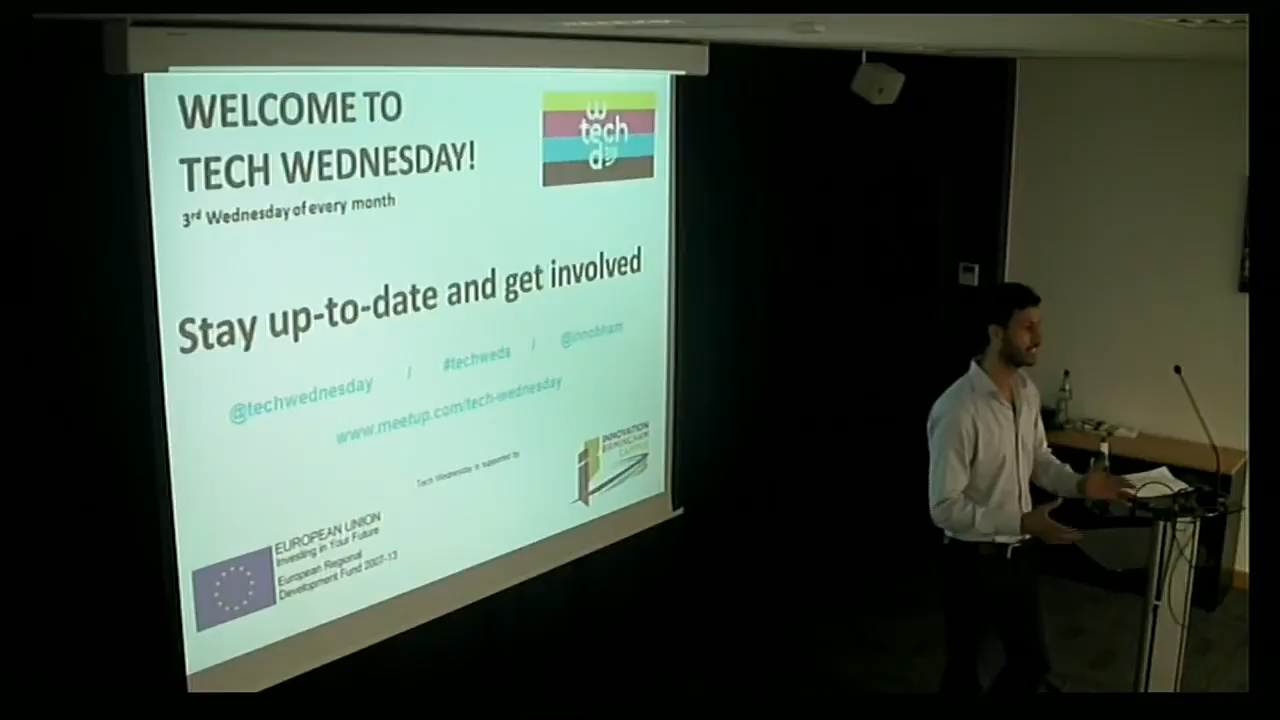 WELCOME TO
TECH WEDNESDAY!
3rd Wednesday of every month
w
tech
day
Stay up-to-date and get involved
@techwednesday / #techweds / @innobham
www.meetup.com/tech-wednesday
Tech Wednesday is supported by
INNOVATION
BIRMINGHAM
CAMPUS
EUROPEAN UNION
Investing in Your Future
European Regional
Development Fund 2007-13